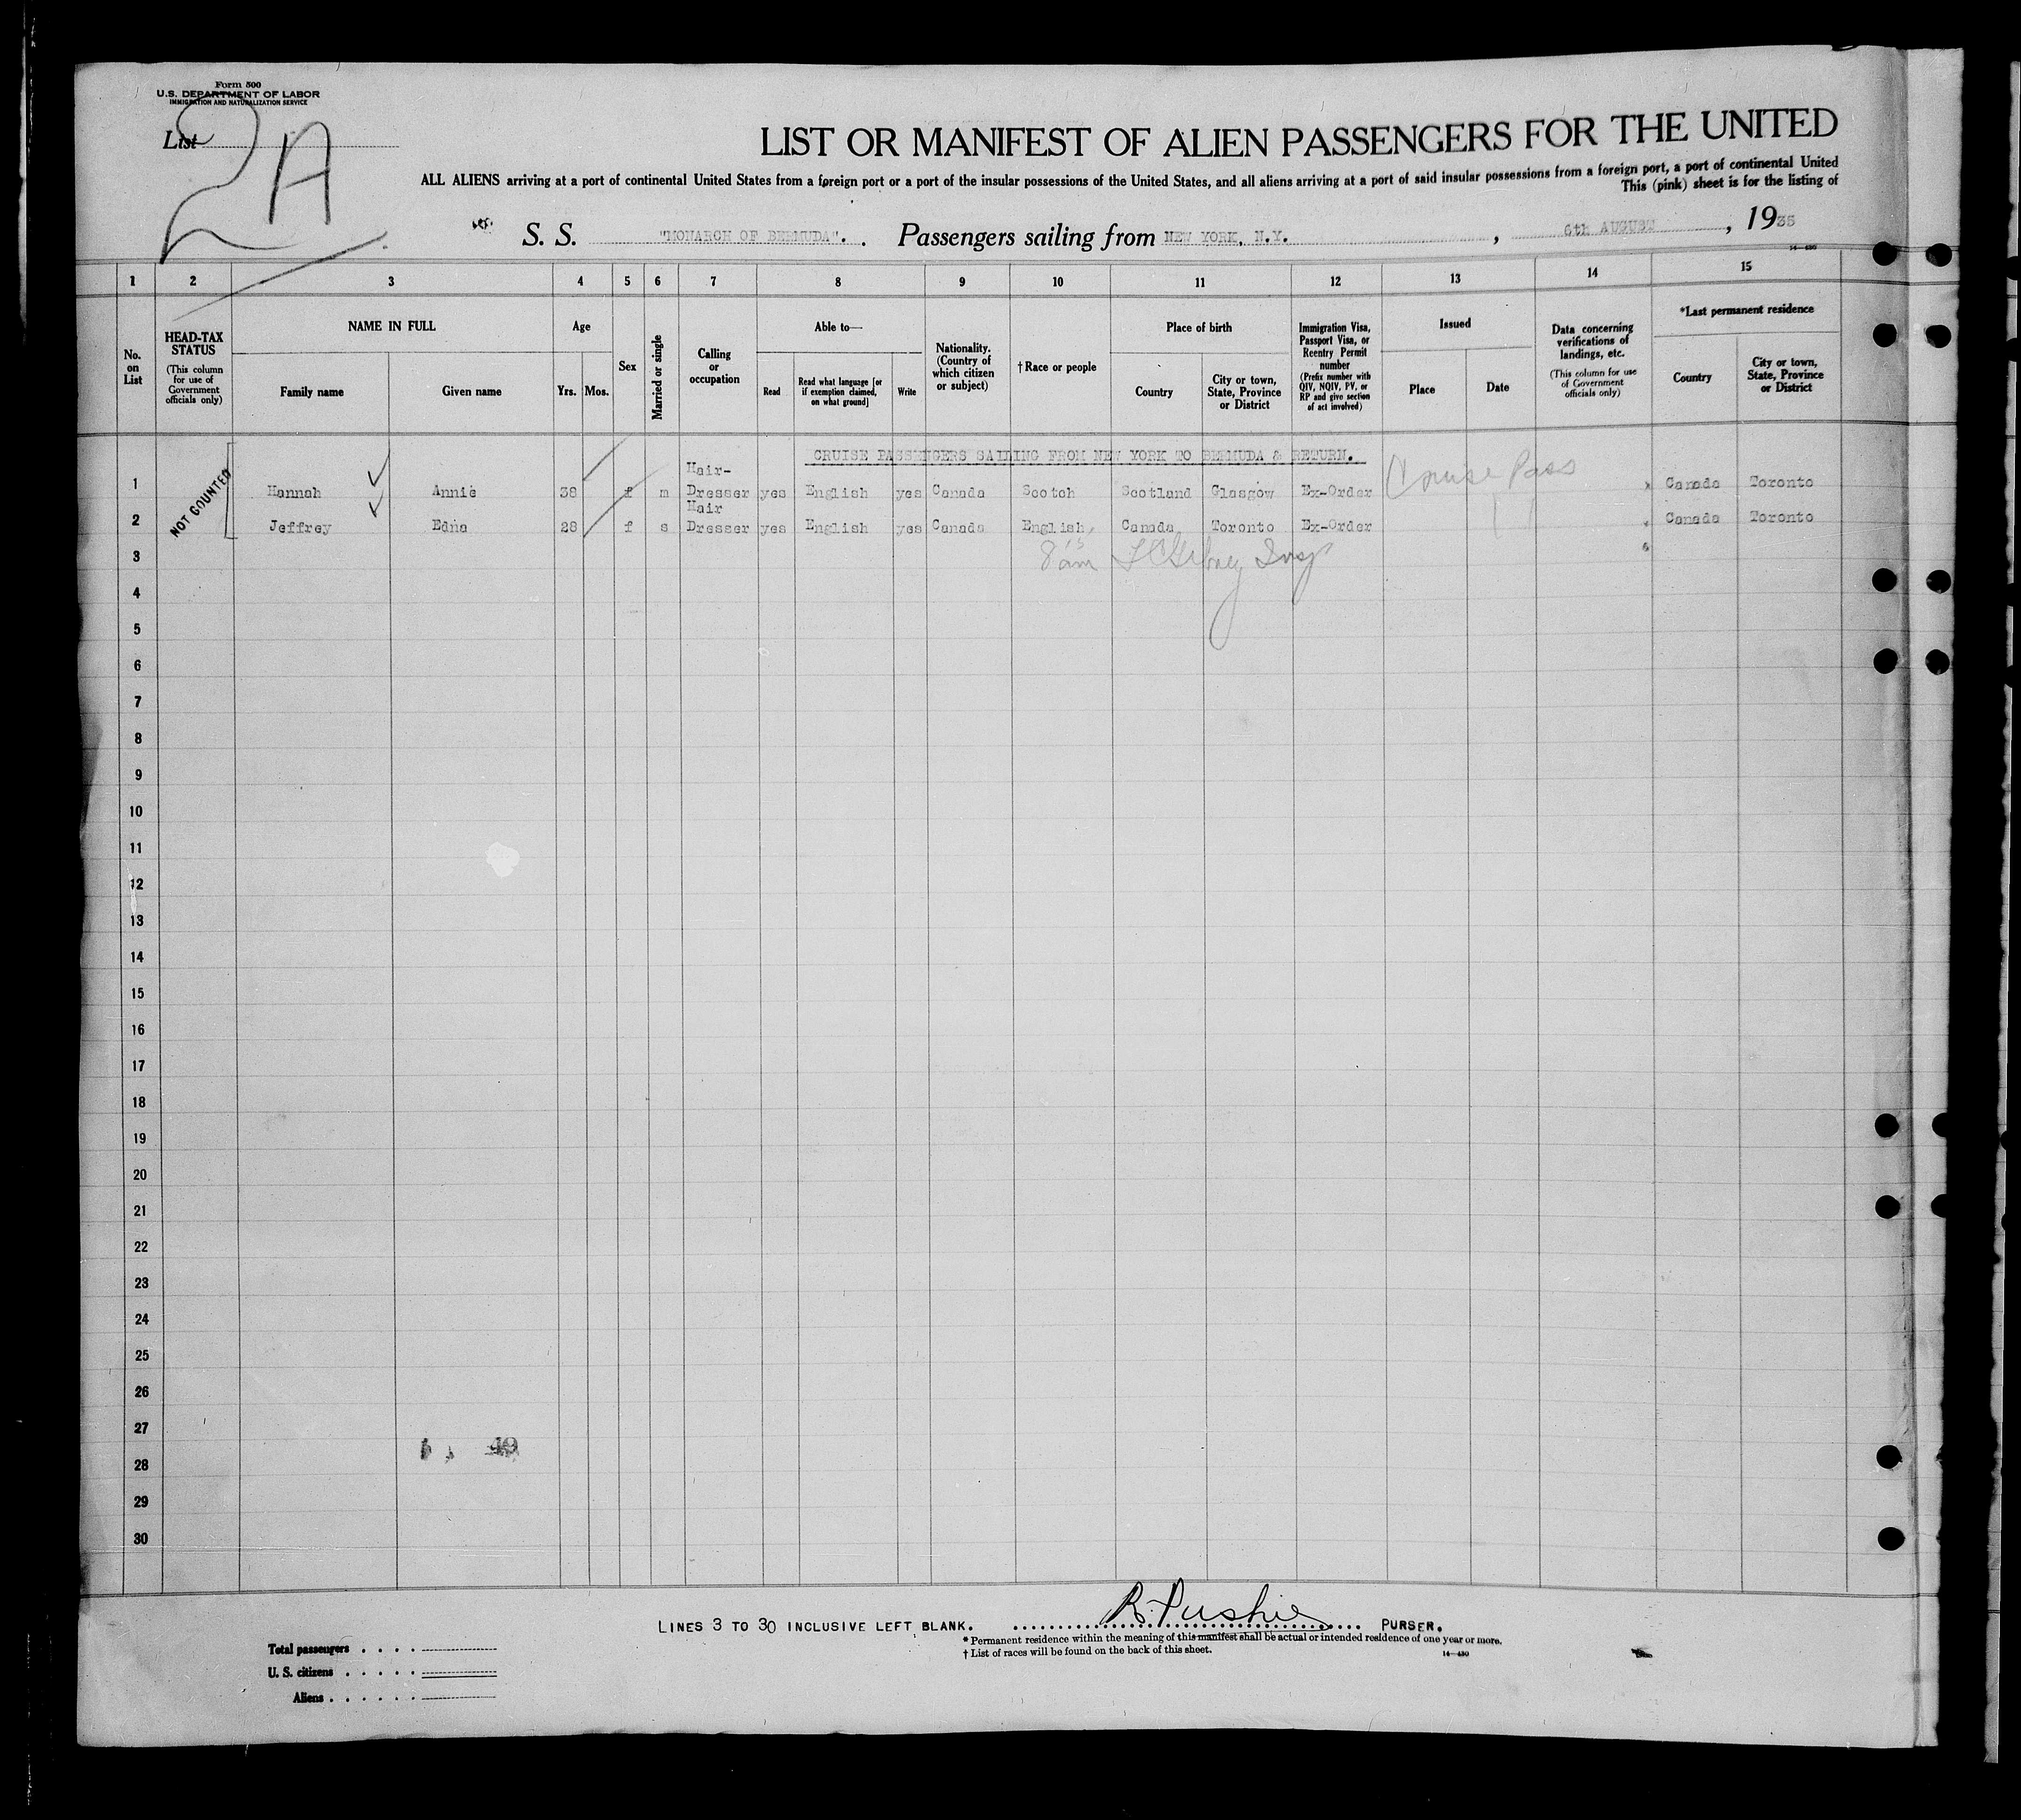 Form 500
U.S. DEPARTMENT OF LABOR
IMMIGRATION AND NATURALIZATION SERVICE
List 2A
LIST OR MANIFEST OF ALIEN PASSENGERS FOR THE UNITED
ALL ALIENS arriving at a port of continental United States from a foreign port or a port of the insular possessions of the United States, and all aliens arriving at a port of said insular possessions from a foreign port, a port of continental United
This (pink) sheet is for the listing of
S. S. "MONARCH OF BERMUDA". Passengers sailing from NEW YORK, N.Y. , 6th AUGUST , 1935
14—430
1 2 3 4 5 6 7 8 9 10 11 12 13 14 15
No. on List
HEAD-TAX STATUS (This column for use of Government officials only)
NAME IN FULL
Family name
Given name
Age
Yrs.
Mos.
Sex
Married or single
Calling or occupation
Able to—
Read
Read what language [or if exemption claimed, on what ground]
Write
Nationality. (Country of which citizen or subject)
†Race or people
Place of birth
Country
City or town, State, Province or District
Immigration Visa, Passport Visa, or Reentry Permit number (Prefix number with QIV, NQIV, PV, or RP and give section of act involved)
Issued
Place
Date
Data concerning verifications of landings, etc. (This column for use of Government officials only)
*Last permanent residence
Country
City or town, State, Province or District
CRUISE PASSENGERS SAILING FROM NEW YORK TO BERMUDA & RETURN.
NOT COUNTED
Cruise Pass
1 Hannah Annie 38 f m Hair-Dresser yes English yes Canada Scotch Scotland Glasgow Ex-Order Canada Toronto
2 Jeffrey Edna 28 f s Hair Dresser yes English yes Canada English Canada Toronto Ex-Order Canada Toronto
3
8 15 am Insp
4
5
6
7
8
9
10
11
12
13
14
15
16
17
18
19
20
21
22
23
24
25
26
27
28
29
30
LINES 3 TO 30 INCLUSIVE LEFT BLANK. R. Pushie PURSER.
* Permanent residence within the meaning of this manifest shall be actual or intended residence of one year or more.
† List of races will be found on the back of this sheet.
14—430
Total passengers
U. S. citizens
Aliens